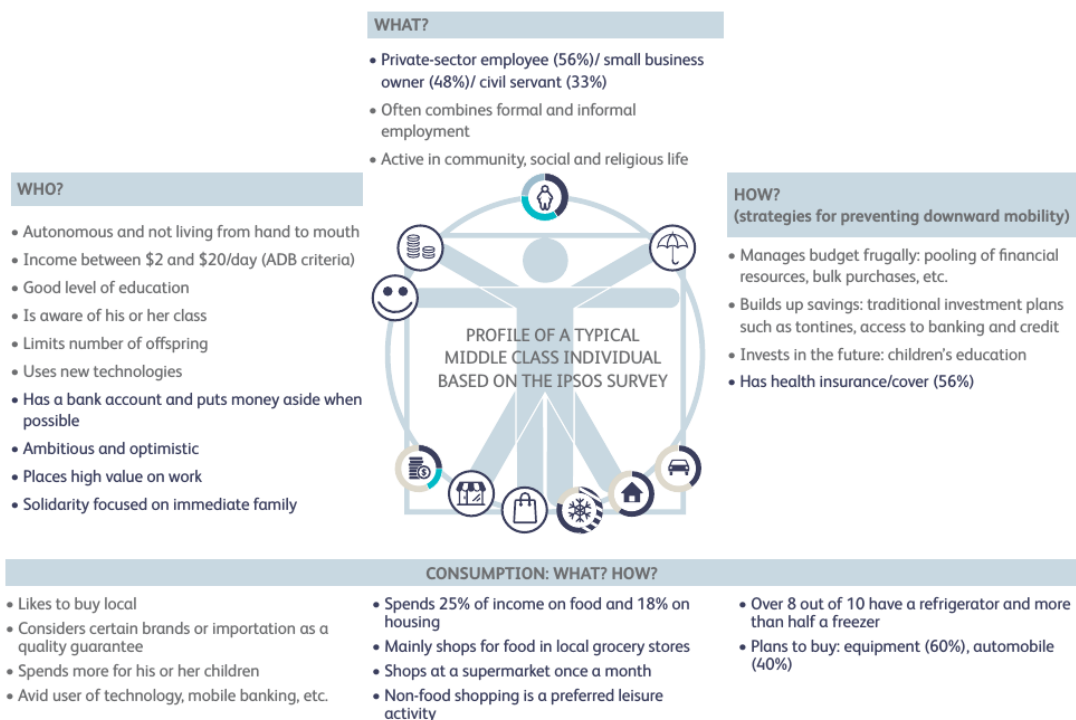 WHAT?
• Private-sector employee (56%)/ small business
owner (48%)/ civil servant (33%)
• Often combines formal and informal
employment
• Active in community, social and religious life
WHO?
• Autonomous and not living from hand to mouth
• Income between $2 and $20/day (ADB criteria)
• Good level of education
• Is aware of his or her class
• Limits number of offspring
• Uses new technologies
• Has a bank account and puts money aside when
possible
• Ambitious and optimistic
• Places high value on work
• Solidarity focused on immediate family
PROFILE OF A TYPICAL
MIDDLE CLASS INDIVIDUAL
BASED ON THE IPSOS SURVEY
$
HOW?
(strategies for preventing downward mobility)
• Manages budget frugally: pooling of financial
resources, bulk purchases, etc.
• Builds up savings: traditional investment plans
such as tontines, access to banking and credit
• Invests in the future: children's education
• Has health insurance/cover (56%)
CONSUMPTION: WHAT? HOW?
• Likes to buy local
• Considers certain brands or importation as a
quality guarantee
• Spends more for his or her children
• Avid user of technology, mobile banking, etc.
• Spends 25% of income on food and 18% on
housing
• Mainly shops for food in local grocery stores
• Shops at a supermarket once a month
• Non-food shopping is a preferred leisure
activity
• Over 8 out of 10 have a refrigerator and more
than half a freezer
• Plans to buy: equipment (60%), automobile
(40%)